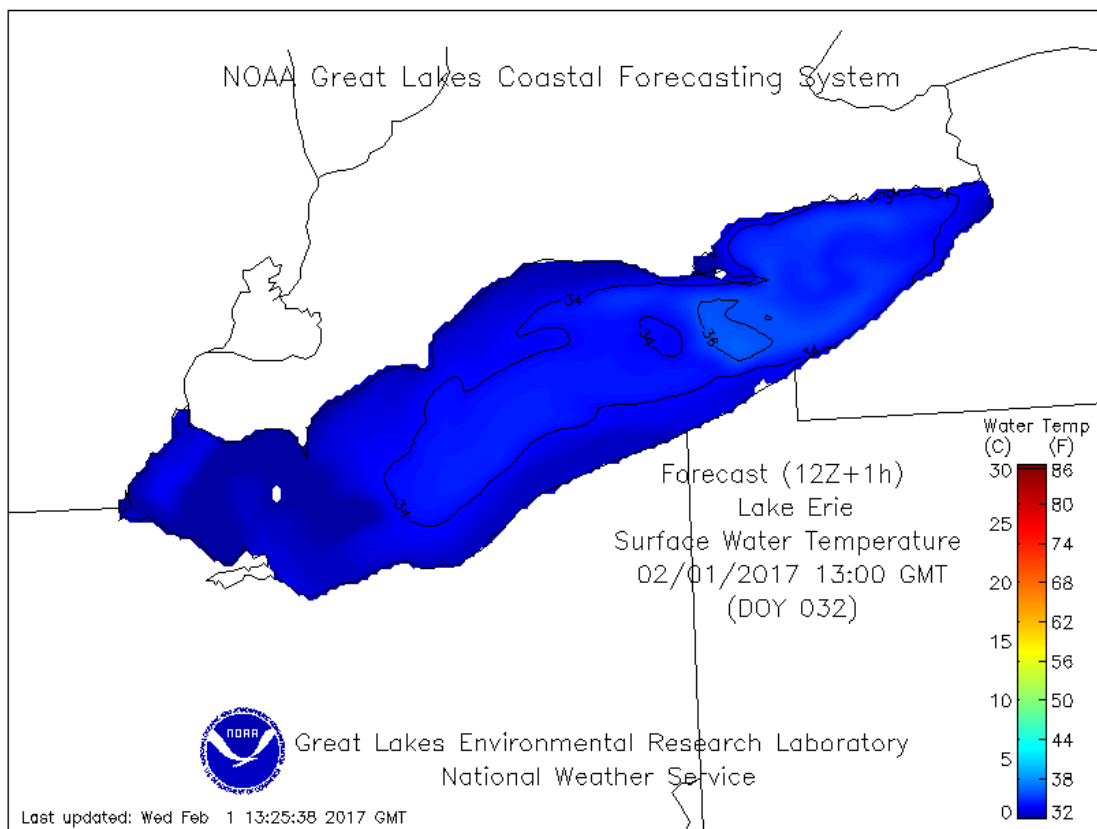 NOAA Great Lakes Coastal Forecasting System
34
34
34
36
34
34
Water Temp
(C) (F)
30 86
80
25 74
20 68
62
15 56
10 50
5 44
38
0 32
Forecast (12Z+1h)
Lake Erie
Surface Water Temperature
02/01/2017 13:00 GMT
(DOY 032)
NOAA
Great Lakes Environmental Research Laboratory
National Weather Service
Last updated: Wed Feb 1 13:25:38 2017 GMT